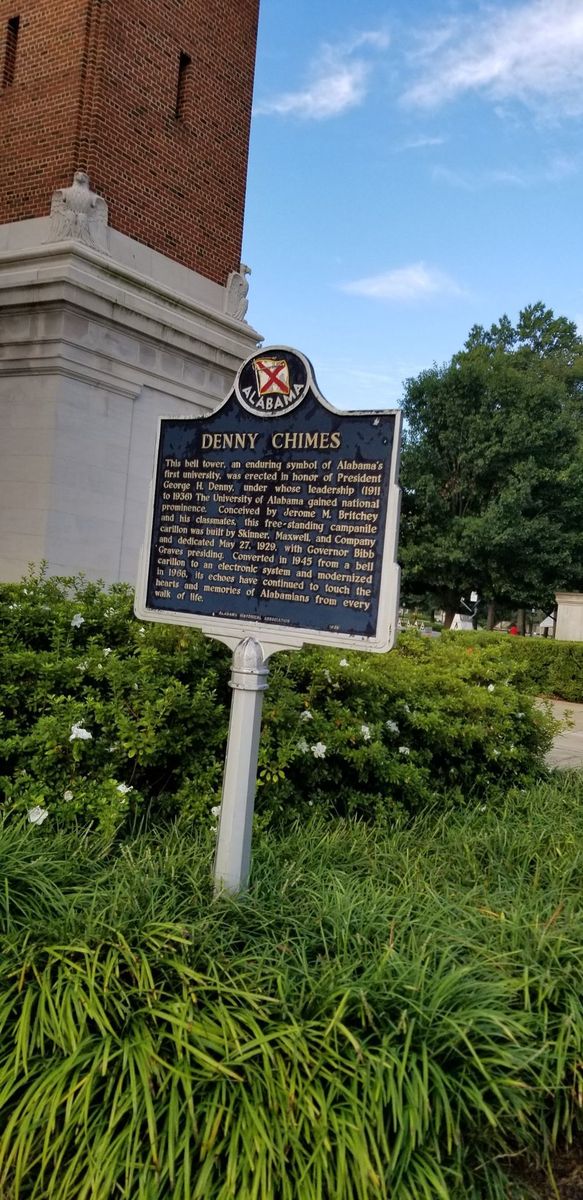 ALABAMA
DENNY CHIMES
This bell tower, an enduring symbol of Alabama's
first university, was erected in honor of President
George H. Denny, under whose leadership (1911
to 1936) The University of Alabama gained national
prominence. Conceived by Jerome M. Britchey
and his classmates, this free-standing campanile
carillon was built by Skinner, Maxwell, and Company
and dedicated May 27, 1929, with Governor Bibb
Graves presiding. Converted in 1945 from a bell
carillon to an electronic system and modernized
in 1966, its echoes have continued to touch the
hearts and memories of Alabamians from every
walk of life.
ALABAMA HISTORICAL ASSOCIATION